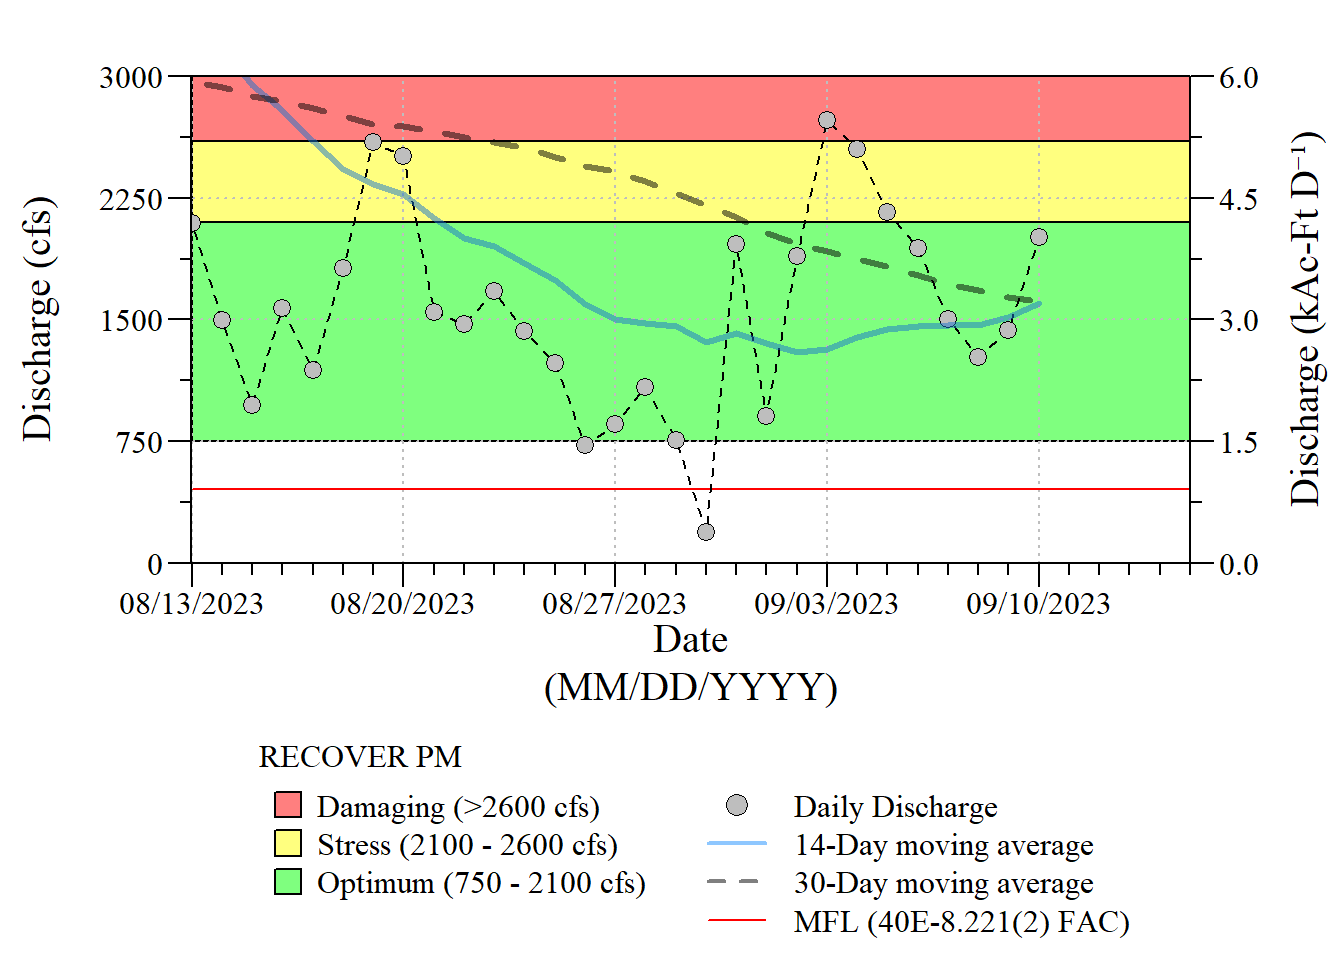 3000
2250
1500
750
0
Discharge (cfs)
6.0
4.5
3.0
1.5
0.0
Discharge (kAc-Ft D⁻¹)
08/13/2023
08/20/2023
08/27/2023
09/03/2023
09/10/2023
Date
(MM/DD/YYYY)
RECOVER PM
Damaging (>2600 cfs)
Stress (2100 - 2600 cfs)
Optimum (750 - 2100 cfs)
Daily Discharge
14-Day moving average
30-Day moving average
MFL (40E-8.221(2) FAC)